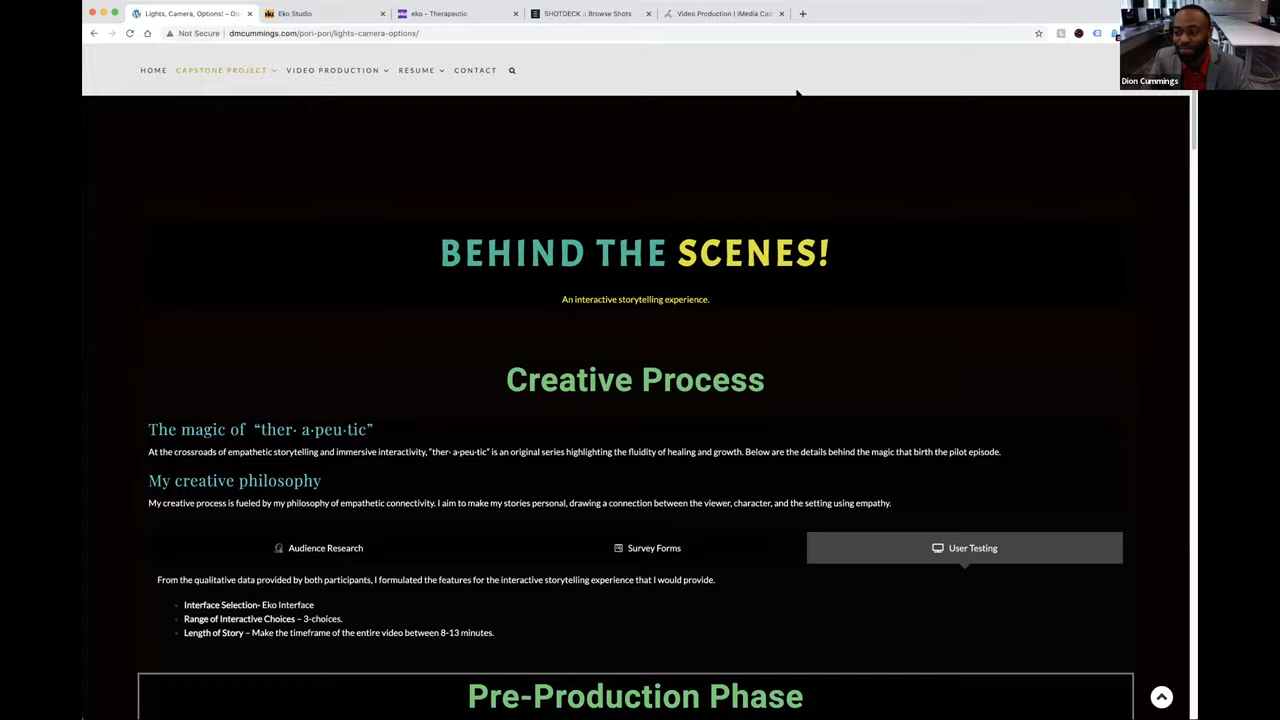 Lights, Camera, Options! – Di
Eko Studio
eko - Therapeutic
SHOTDECK :: Browse Shots
Video Production | iMedia Ca
Not Secure | dmcummings.com/pori-pori/lights-camera-options/
HOME CAPSTONE PROJECT VIDEO PRODUCTION RESUME CONTACT
Dion Cummings
BEHIND THE SCENES!
An interactive storytelling experience.
Creative Process
The magic of “ther· a·peu·tic”
At the crossroads of empathetic storytelling and immersive interactivity, “ther· a·peu·tic” is an original series highlighting the fluidity of healing and growth. Below are the details behind the magic that birth the pilot episode.
My creative philosophy
My creative process is fueled by my philosophy of empathetic connectivity. I aim to make my stories personal, drawing a connection between the viewer, character, and the setting using empathy.
Audience Research Survey Forms User Testing
From the qualitative data provided by both participants, I formulated the features for the interactive storytelling experience that I would provide.
Interface Selection- Eko Interface
Range of Interactive Choices – 3-choices.
Length of Story – Make the timeframe of the entire video between 8-13 minutes.
Pre-Production Phase